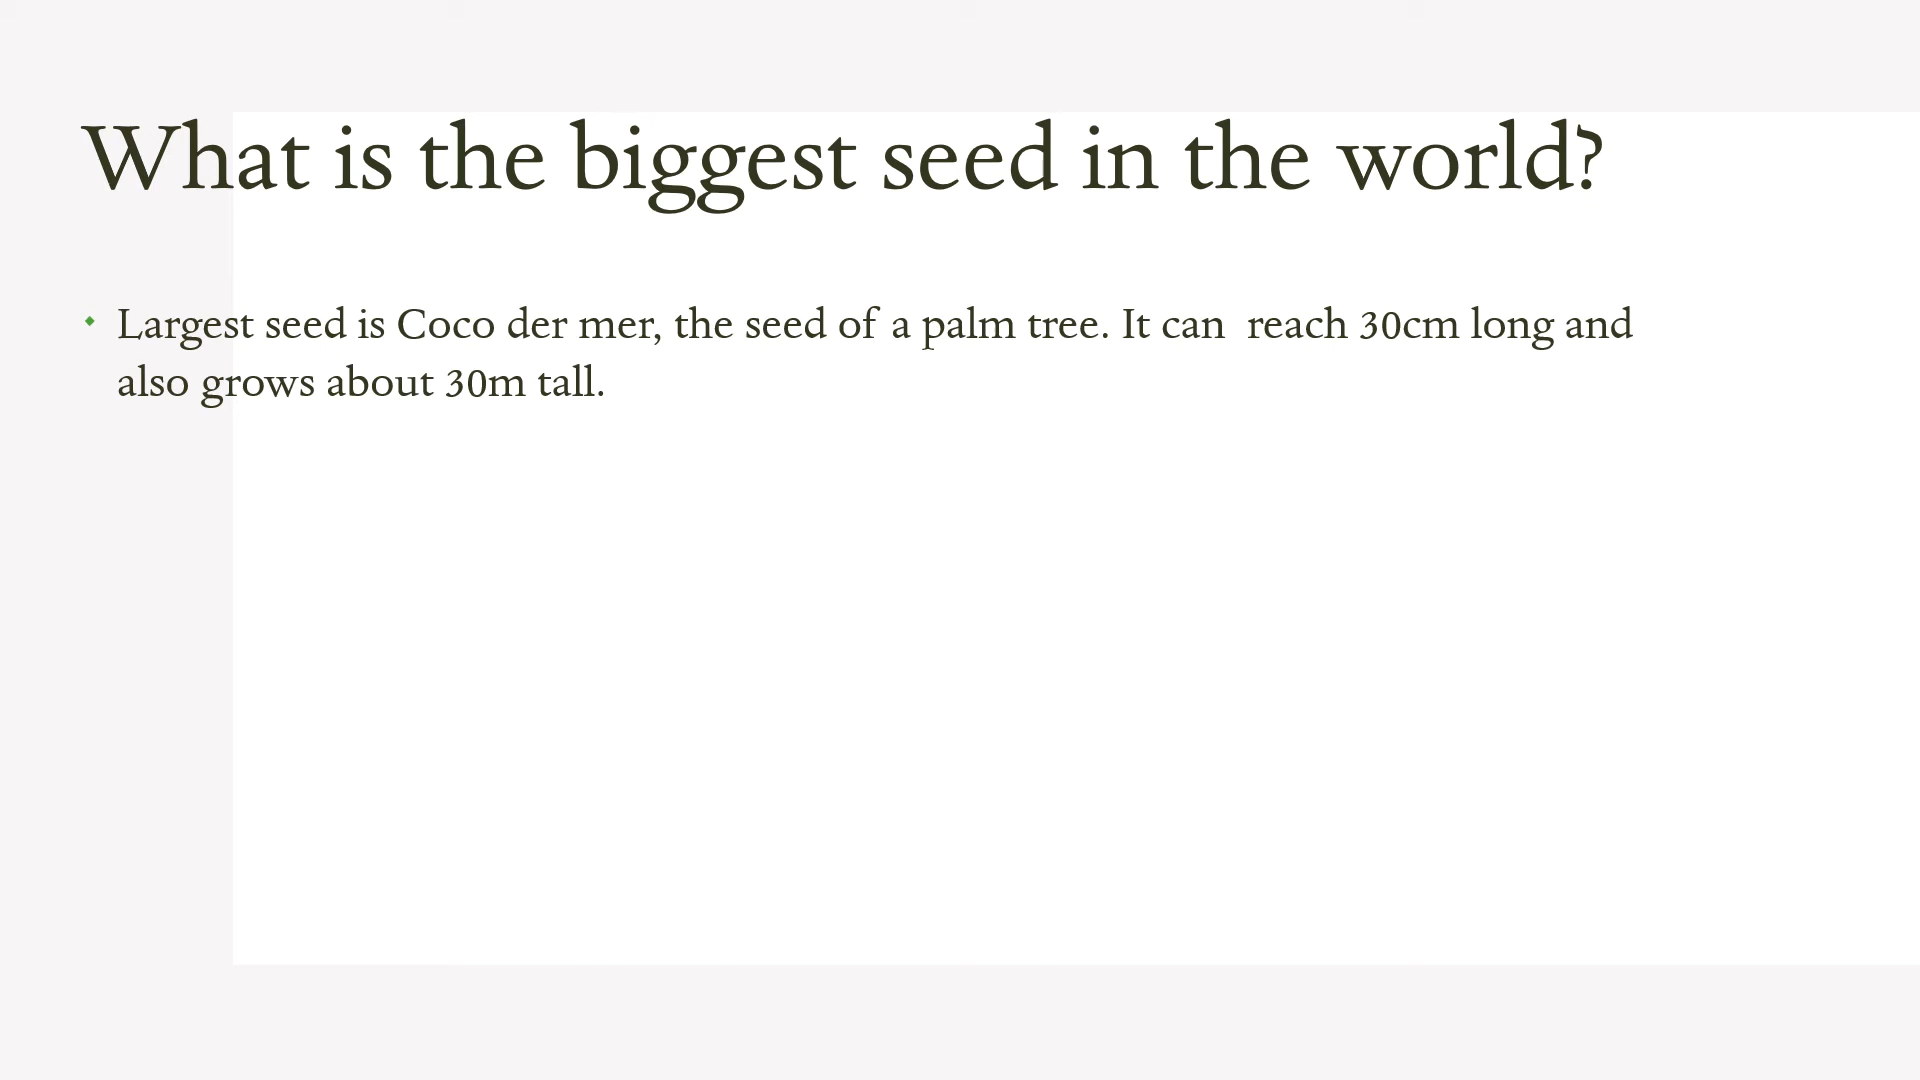 What is the biggest seed in the world?
Largest seed is Coco der mer, the seed of a palm tree. It can  reach 30cm long and
also grows about 30m tall.